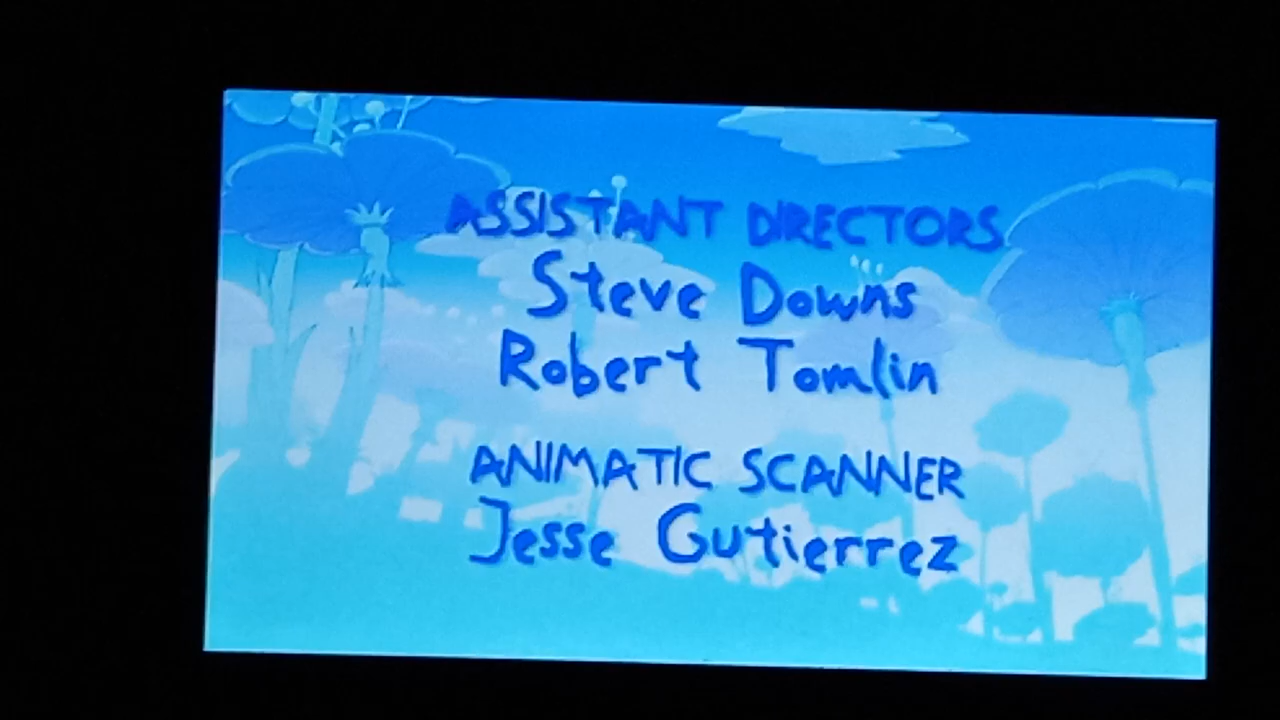 ASSISTANT DIRECTORS
Steve Downs
Robert Tomlin
ANIMATIC SCANNER
Jesse Gutierrez